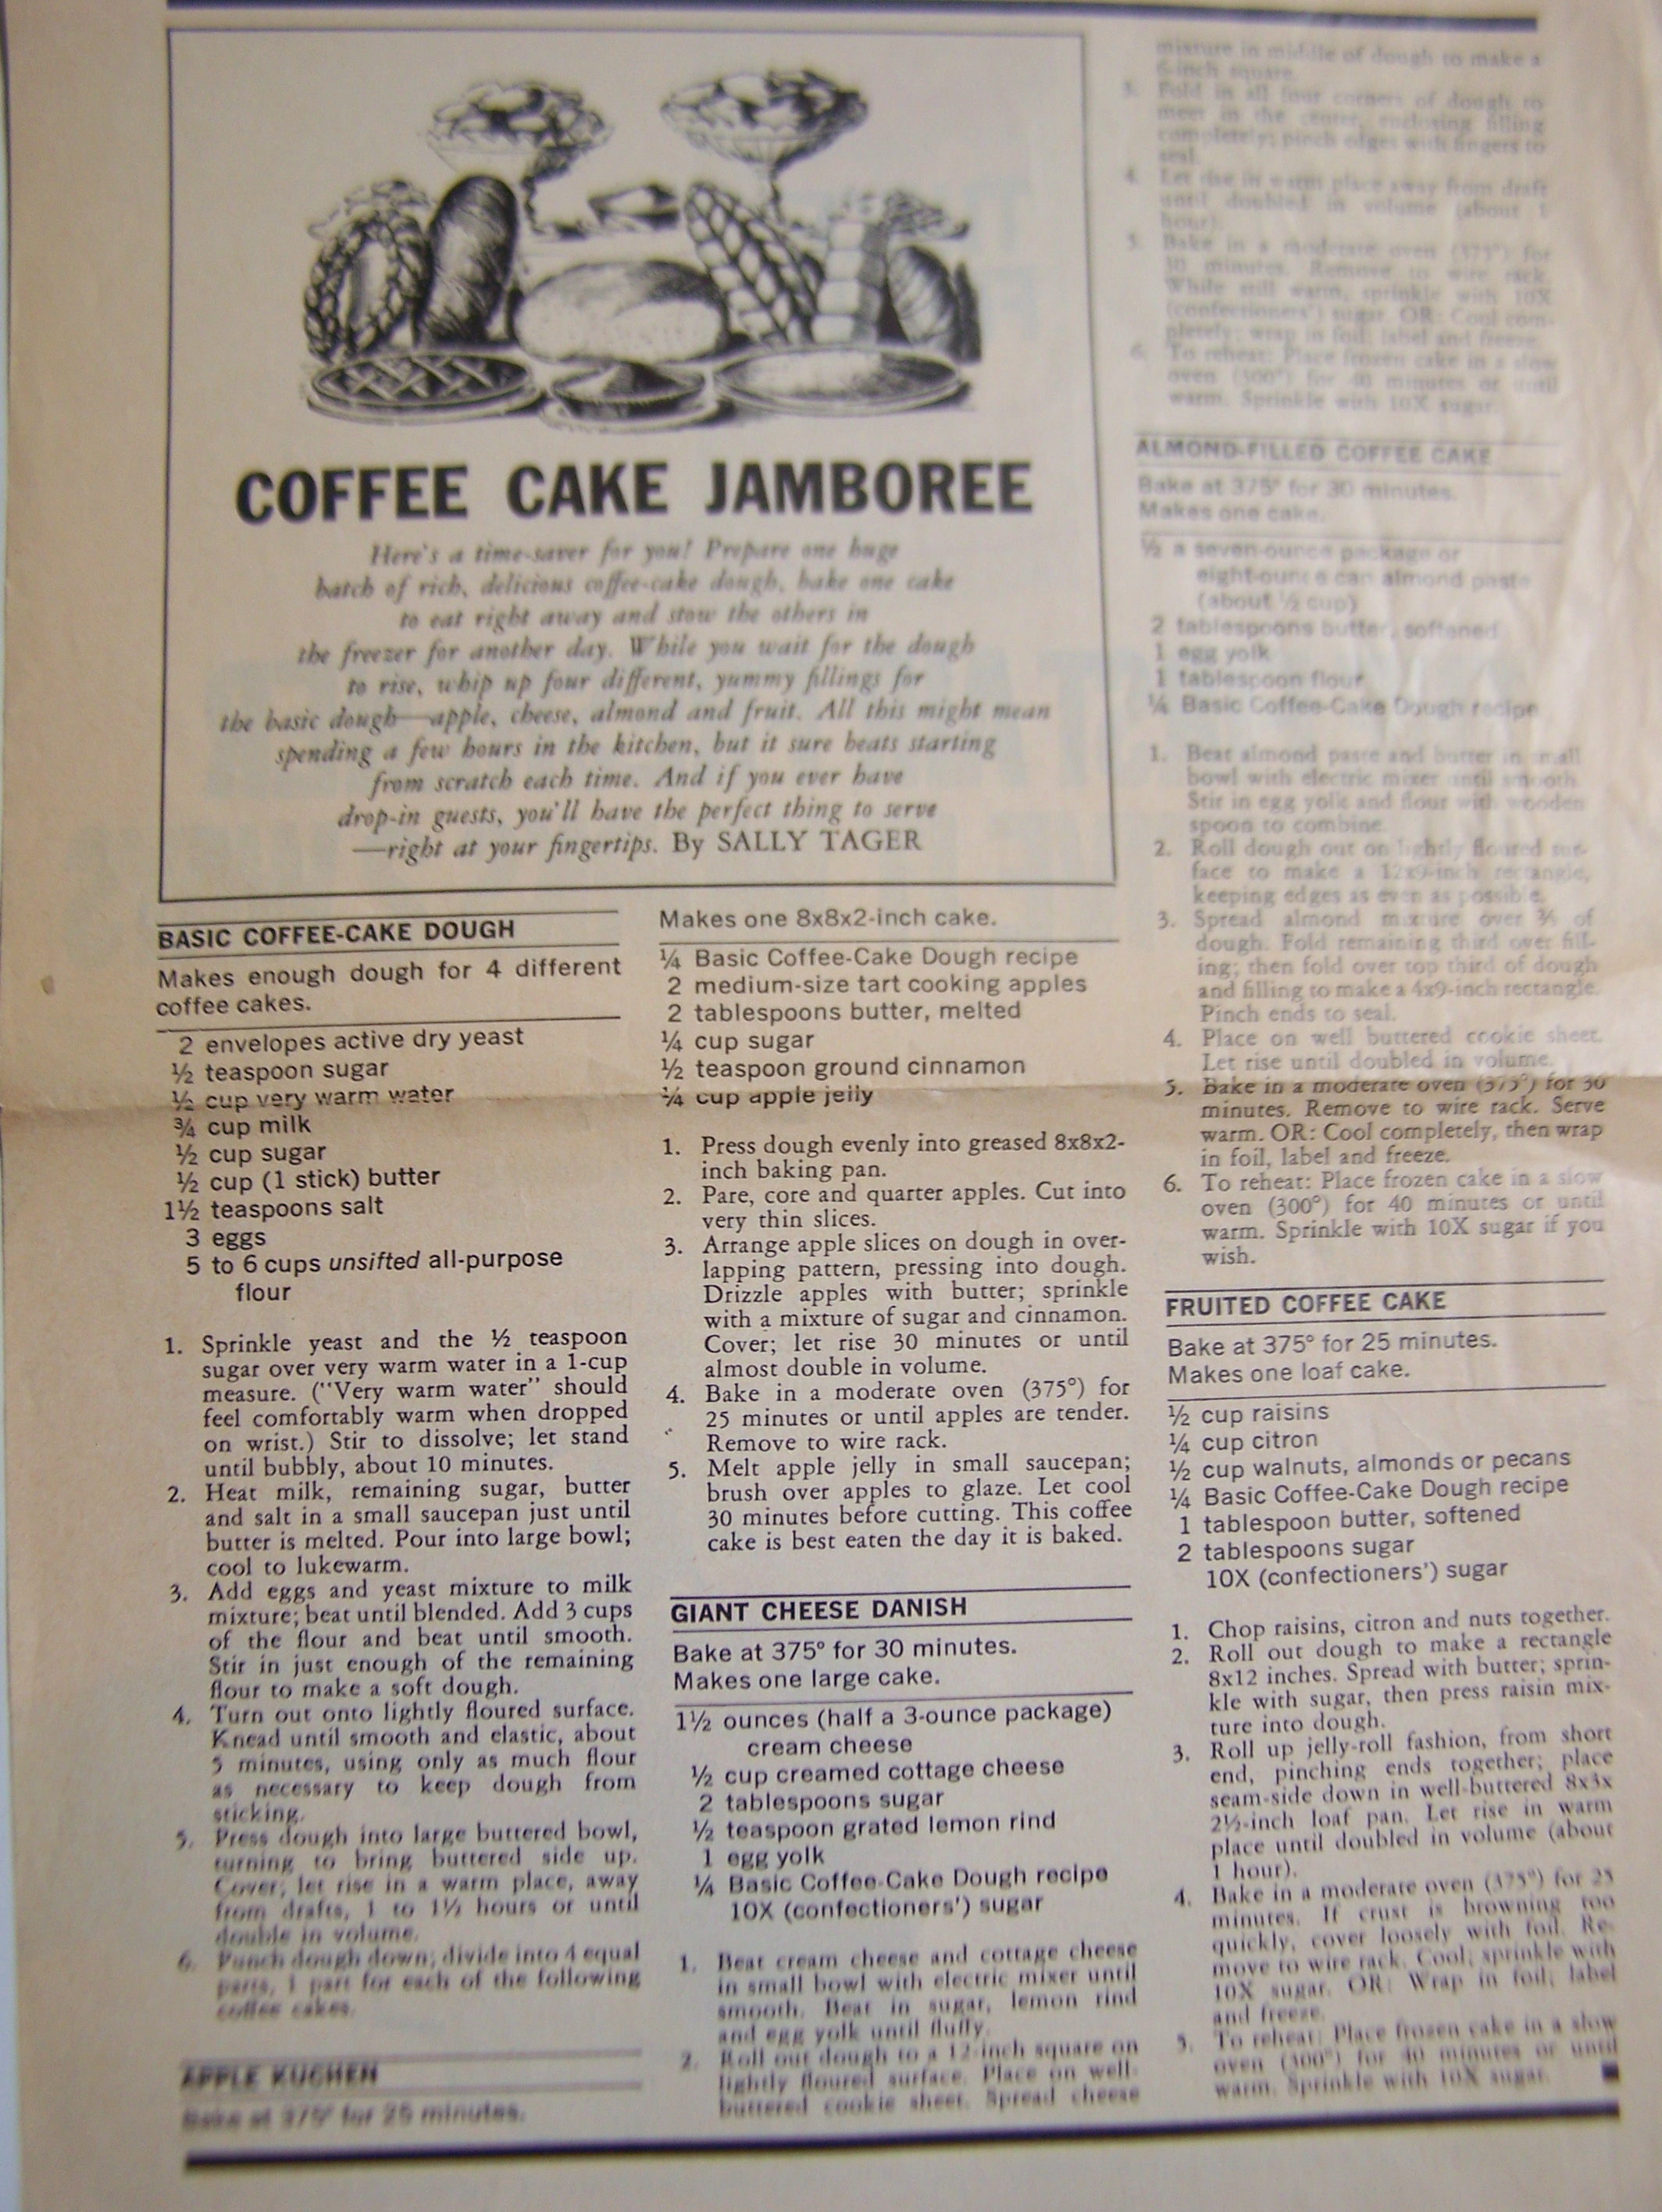 COFFEE CAKE JAMBOREE
Here's a time-saver for you! Prepare one huge
batch of rich, delicious coffee-cake dough, bake one cake
to eat right away and stow the others in
the freezer for another day. While you wait for the dough
to rise, whip up four different, yummy fillings for
the basic dough—apple, cheese, almond and fruit. All this might mean
spending a few hours in the kitchen, but it sure beats starting
from scratch each time. And if you ever have
drop-in guests, you'll have the perfect thing to serve
—right at your fingertips. By SALLY TAGER
BASIC COFFEE-CAKE DOUGH
Makes enough dough for 4 different
coffee cakes.
2 envelopes active dry yeast
½ teaspoon sugar
½ cup very warm water
¾ cup milk
½ cup sugar
½ cup (1 stick) butter
1½ teaspoons salt
3 eggs
5 to 6 cups unsifted all-purpose
flour
1. Sprinkle yeast and the ½ teaspoon
sugar over very warm water in a 1-cup
measure. ("Very warm water" should
feel comfortably warm when dropped
on wrist.) Stir to dissolve; let stand
until bubbly, about 10 minutes.
2. Heat milk, remaining sugar, butter
and salt in a small saucepan just until
butter is melted. Pour into large bowl;
cool to lukewarm.
3. Add eggs and yeast mixture to milk
mixture; beat until blended. Add 3 cups
of the flour and beat until smooth.
Stir in just enough of the remaining
flour to make a soft dough.
4. Turn out onto lightly floured surface.
Knead until smooth and elastic, about
5 minutes, using only as much flour
as necessary to keep dough from
sticking.
5. Press dough into large buttered bowl,
turning to bring buttered side up.
Cover; let rise in a warm place, away
from drafts, 1 to 1½ hours or until
double in volume.
6. Punch dough down; divide into 4 equal
parts, 1 part for each of the following
coffee cakes.
APPLE KUCHEN
Bake at 375° for 25 minutes.
Makes one 8x8x2-inch cake.
¼ Basic Coffee-Cake Dough recipe
2 medium-size tart cooking apples
2 tablespoons butter, melted
¼ cup sugar
½ teaspoon ground cinnamon
¼ cup apple jelly
1. Press dough evenly into greased 8x8x2-
inch baking pan.
2. Pare, core and quarter apples. Cut into
very thin slices.
3. Arrange apple slices on dough in over-
lapping pattern, pressing into dough.
Drizzle apples with butter; sprinkle
with a mixture of sugar and cinnamon.
Cover; let rise 30 minutes or until
almost double in volume.
4. Bake in a moderate oven (375°) for
25 minutes or until apples are tender.
Remove to wire rack.
5. Melt apple jelly in small saucepan;
brush over apples to glaze. Let cool
30 minutes before cutting. This coffee
cake is best eaten the day it is baked.
GIANT CHEESE DANISH
Bake at 375° for 30 minutes.
Makes one large cake.
1½ ounces (half a 3-ounce package)
cream cheese
½ cup creamed cottage cheese
2 tablespoons sugar
½ teaspoon grated lemon rind
1 egg yolk
¼ Basic Coffee-Cake Dough recipe
10X (confectioners') sugar
1. Beat cream cheese and cottage cheese
in small bowl with electric mixer until
smooth. Beat in sugar, lemon rind
and egg yolk until fluffy.
2. Roll out dough to a 12-inch square on
lightly floured surface. Place on well-
buttered cookie sheet. Spread cheese
mixture in middle of dough to make a
6-inch square.
3. Fold in all four corners of dough to
meet in the center, enclosing filling
completely; pinch edges with fingers to
seal.
4. Let rise in warm place away from draft
until doubled in volume (about 1
hour).
5. Bake in a moderate oven (375°) for
30 minutes. Remove to wire rack.
While still warm, sprinkle with 10X
(confectioners') sugar. OR: Cool com-
pletely; wrap in foil; label and freeze.
6. To reheat: Place frozen cake in a slow
oven (300°) for 40 minutes or until
warm. Sprinkle with 10X sugar.
ALMOND-FILLED COFFEE CAKE
Bake at 375° for 30 minutes.
Makes one cake.
½ a seven-ounce package or
eight-ounce can almond paste
(about ½ cup)
2 tablespoons butter, softened
1 egg yolk
1 tablespoon flour
¼ Basic Coffee-Cake Dough recipe
1. Beat almond paste and butter in small
bowl with electric mixer until smooth.
Stir in egg yolk and flour with wooden
spoon to combine.
2. Roll dough out on lightly floured sur-
face to make a 12x9-inch rectangle,
keeping edges as even as possible.
3. Spread almond mixture over ⅔ of
dough. Fold remaining third over fill-
ing; then fold over top third of dough
and filling to make a 4x9-inch rectangle.
Pinch ends to seal.
4. Place on well buttered cookie sheet.
Let rise until doubled in volume.
5. Bake in a moderate oven (375°) for 30
minutes. Remove to wire rack. Serve
warm. OR: Cool completely, then wrap
in foil, label and freeze.
6. To reheat: Place frozen cake in a slow
oven (300°) for 40 minutes or until
warm. Sprinkle with 10X sugar if you
wish.
FRUITED COFFEE CAKE
Bake at 375° for 25 minutes.
Makes one loaf cake.
½ cup raisins
¼ cup citron
½ cup walnuts, almonds or pecans
¼ Basic Coffee-Cake Dough recipe
1 tablespoon butter, softened
2 tablespoons sugar
10X (confectioners') sugar
1. Chop raisins, citron and nuts together.
2. Roll out dough to make a rectangle
8x12 inches. Spread with butter; sprin-
kle with sugar, then press raisin mix-
ture into dough.
3. Roll up jelly-roll fashion, from short
end, pinching ends together; place
seam-side down in well-buttered 8x3x
2½-inch loaf pan. Let rise in warm
place until doubled in volume (about
1 hour).
4. Bake in a moderate oven (375°) for 25
minutes. If crust is browning too
quickly, cover loosely with foil. Re-
move to wire rack. Cool; sprinkle with
10X sugar. OR: Wrap in foil; label
and freeze.
5. To reheat: Place frozen cake in a slow
oven (300°) for 40 minutes or until
warm. Sprinkle with 10X sugar.